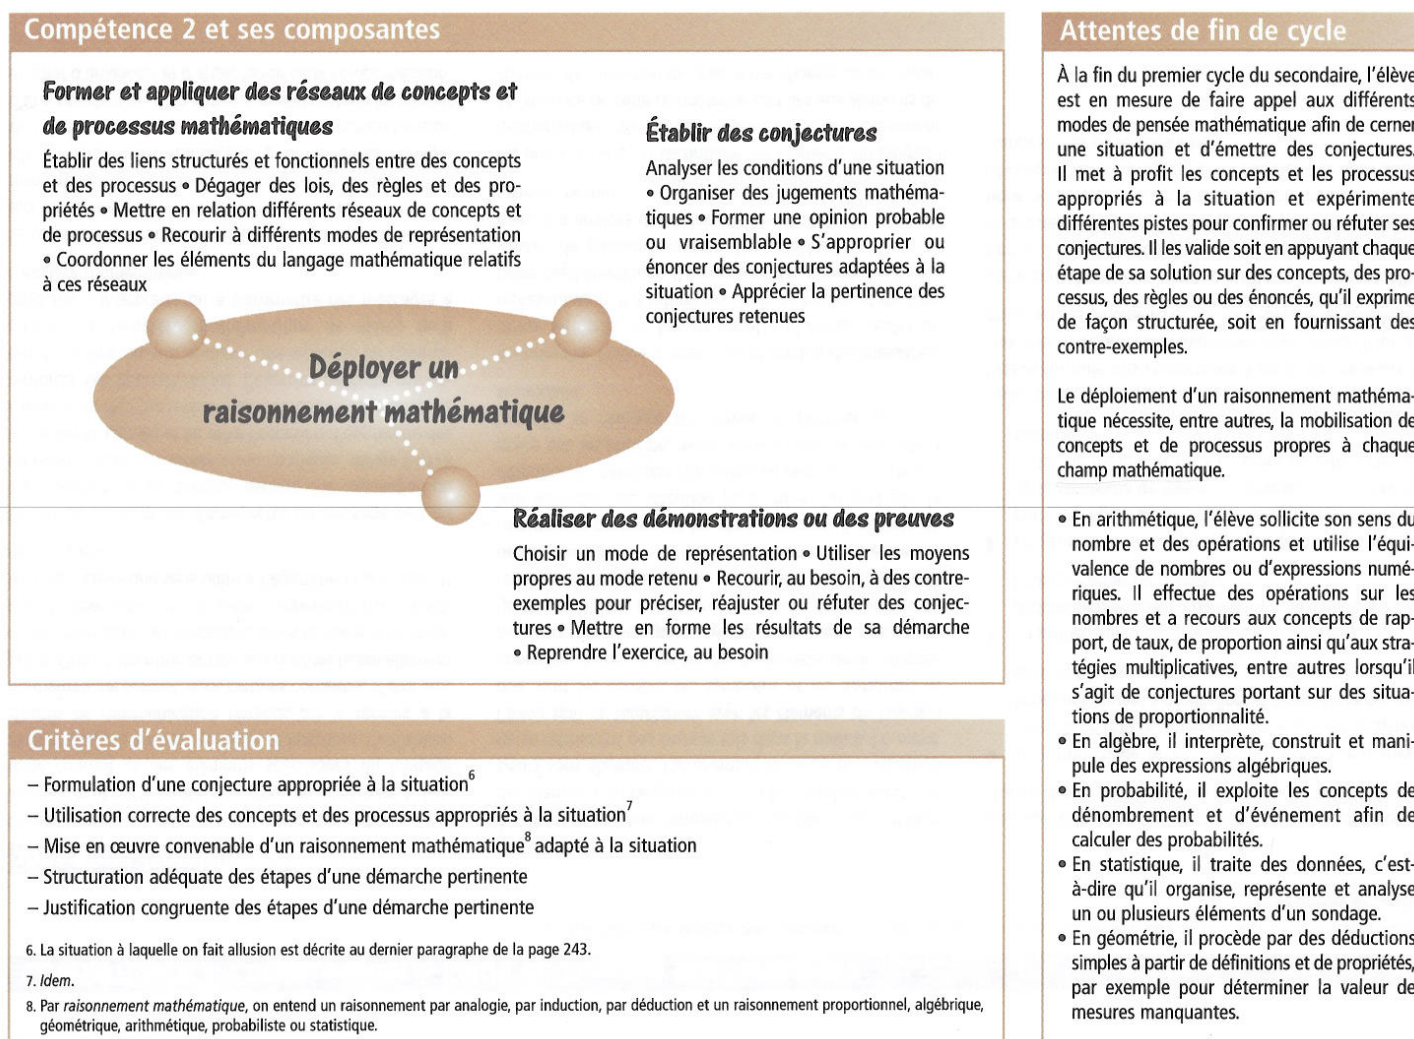 Compétence 2 et ses composantes
Former et appliquer des réseaux de concepts et
de processus mathématiques
Établir des liens structurés et fonctionnels entre des concepts
et des processus • Dégager des lois, des règles et des pro-
priétés • Mettre en relation différents réseaux de concepts et
de processus • Recourir à différents modes de représentation
• Coordonner les éléments du langage mathématique relatifs
à ces réseaux
Établir des conjectures
Analyser les conditions d'une situation
• Organiser des jugements mathéma-
tiques • Former une opinion probable
ou vraisemblable • S'approprier ou
énoncer des conjectures adaptées à la
situation • Apprécier la pertinence des
conjectures retenues
Déployer un
raisonnement mathématique
Réaliser des démonstrations ou des preuves
Choisir un mode de représentation • Utiliser les moyens
propres au mode retenu • Recourir, au besoin, à des contre-
exemples pour préciser, réajuster ou réfuter des conjec-
tures • Mettre en forme les résultats de sa démarche
• Reprendre l'exercice, au besoin
Critères d'évaluation
– Formulation d'une conjecture appropriée à la situation6
– Utilisation correcte des concepts et des processus appropriés à la situation7
– Mise en œuvre convenable d'un raisonnement mathématique8 adapté à la situation
– Structuration adéquate des étapes d'une démarche pertinente
– Justification congruente des étapes d'une démarche pertinente
6. La situation à laquelle on fait allusion est décrite au dernier paragraphe de la page 243.
7. Idem.
8. Par raisonnement mathématique, on entend un raisonnement par analogie, par induction, par déduction et un raisonnement proportionnel, algébrique,
géométrique, arithmétique, probabiliste ou statistique.
Attentes de fin de cycle
À la fin du premier cycle du secondaire, l'élève
est en mesure de faire appel aux différents
modes de pensée mathématique afin de cerner
une situation et d'émettre des conjectures.
Il met à profit les concepts et les processus
appropriés à la situation et expérimente
différentes pistes pour confirmer ou réfuter ses
conjectures. Il les valide soit en appuyant chaque
étape de sa solution sur des concepts, des pro-
cessus, des règles ou des énoncés, qu'il exprime
de façon structurée, soit en fournissant des
contre-exemples.
Le déploiement d'un raisonnement mathéma-
tique nécessite, entre autres, la mobilisation de
concepts et de processus propres à chaque
champ mathématique.
• En arithmétique, l'élève sollicite son sens du
nombre et des opérations et utilise l'équi-
valence de nombres ou d'expressions numé-
riques. Il effectue des opérations sur les
nombres et a recours aux concepts de rap-
port, de taux, de proportion ainsi qu'aux stra-
tégies multiplicatives, entre autres lorsqu'il
s'agit de conjectures portant sur des situa-
tions de proportionnalité.
• En algèbre, il interprète, construit et mani-
pule des expressions algébriques.
• En probabilité, il exploite les concepts de
dénombrement et d'événement afin de
calculer des probabilités.
• En statistique, il traite des données, c'est-
à-dire qu'il organise, représente et analyse
un ou plusieurs éléments d'un sondage.
• En géométrie, il procède par des déductions
simples à partir de définitions et de propriétés,
par exemple pour déterminer la valeur de
mesures manquantes.